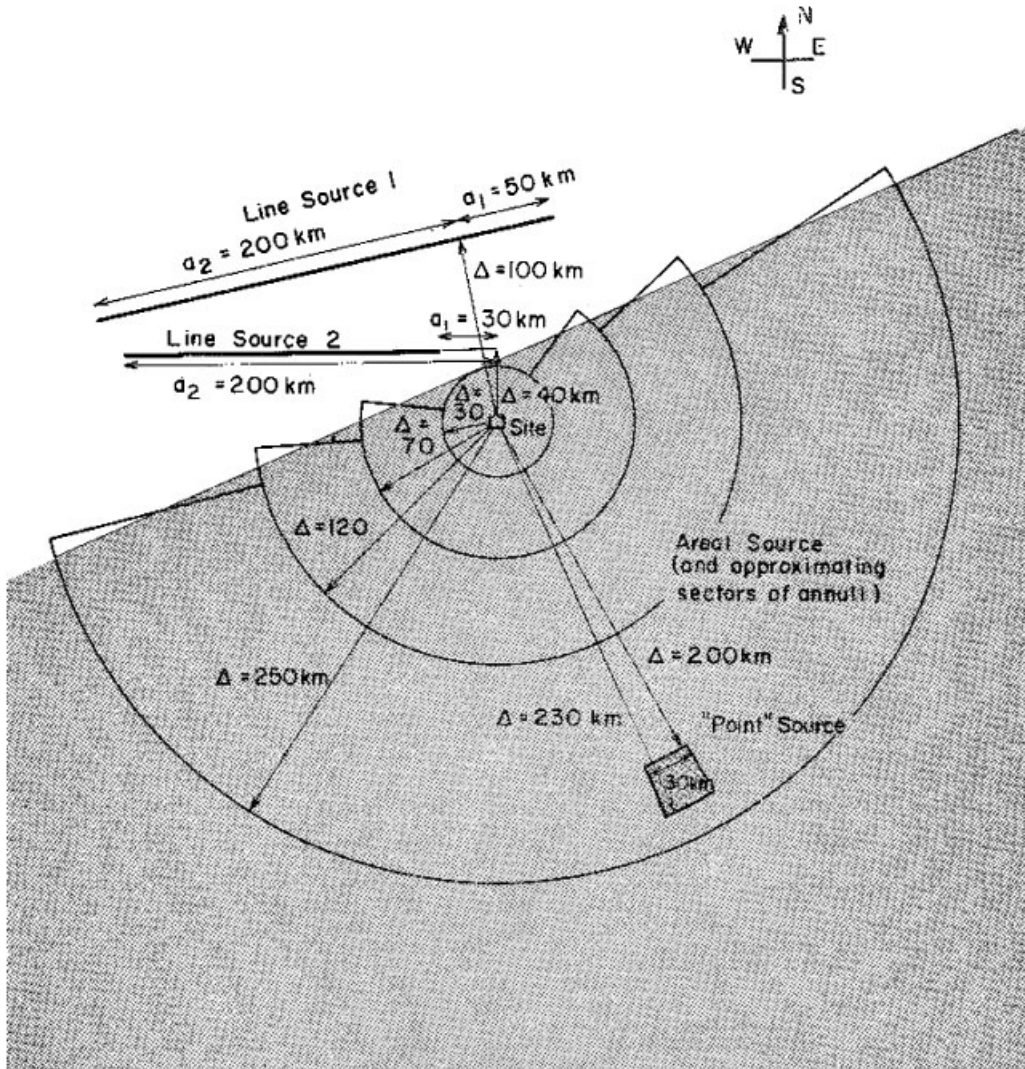 N
W E
S
Line Source 1
a₁ = 50 km
a₂ = 200 km
Δ = 100 km
a₁ = 30 km
Line Source 2
a₂ = 200 km
Δ = 30
Δ = 40 km
Δ = 70
Site
Δ = 120
Areal Source
(and approximating
sectors of annuli)
Δ = 200 km
Δ = 250 km
Δ = 230 km
"Point" Source
30km